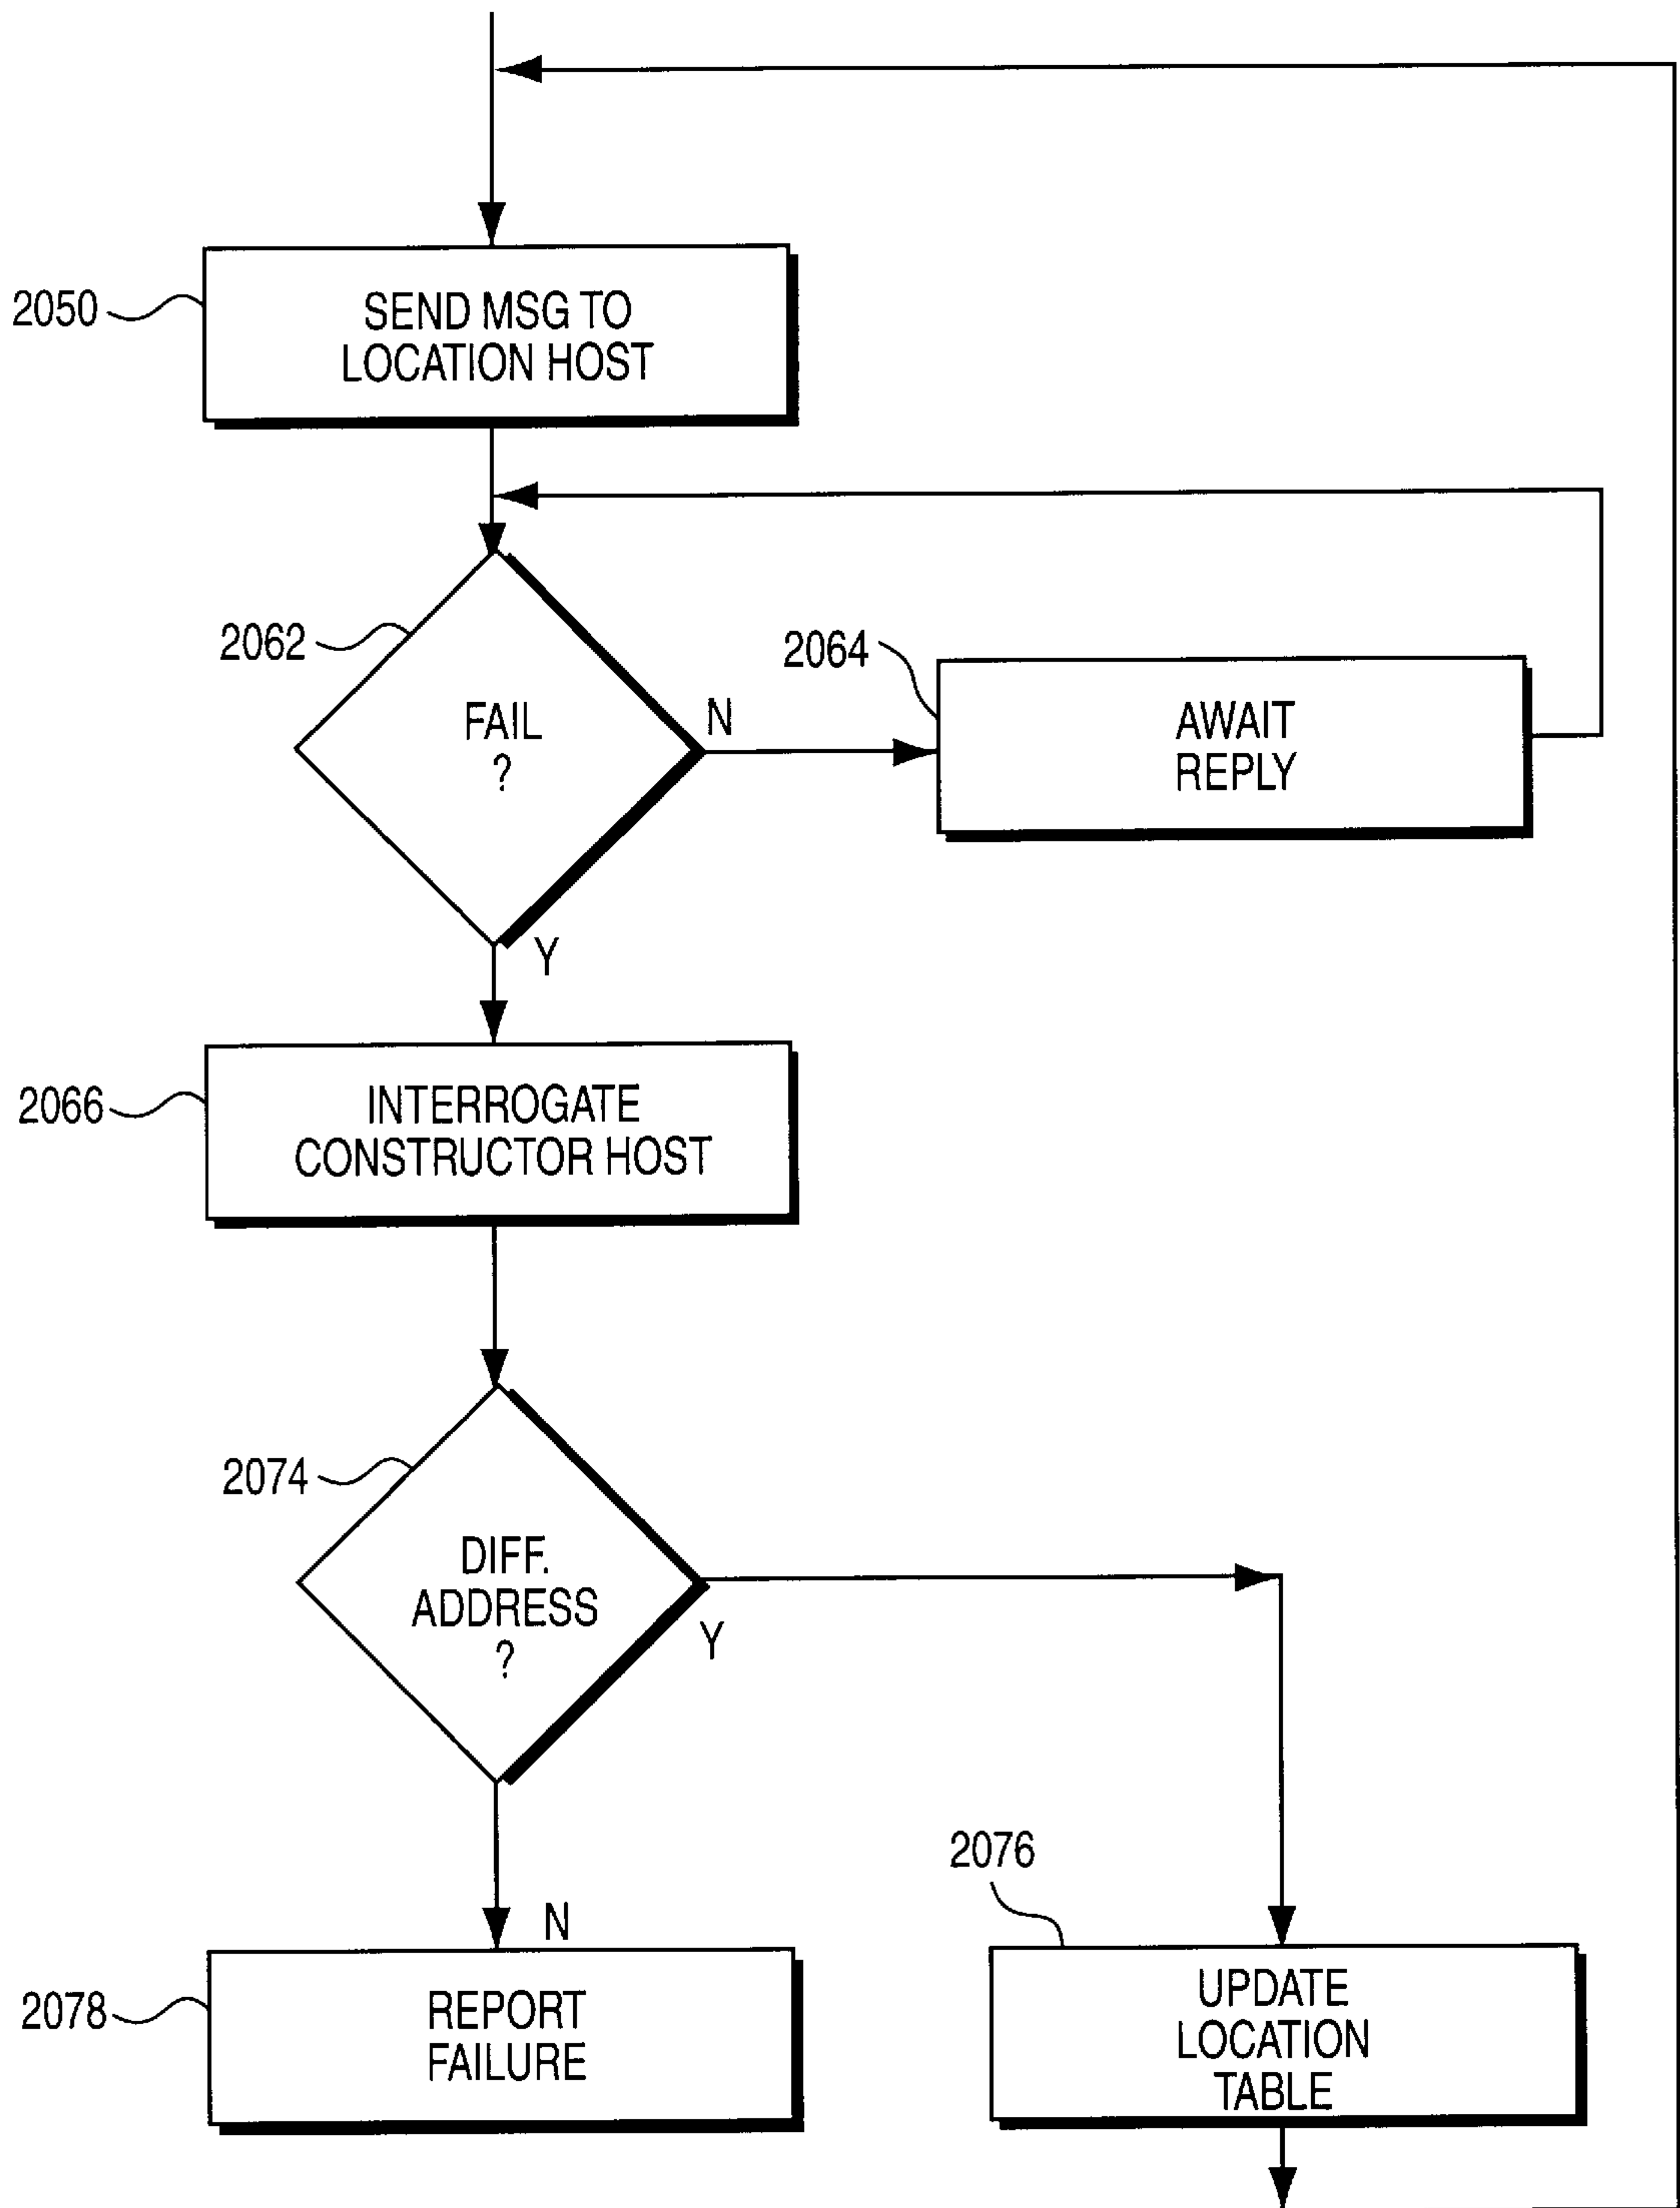 2050
SEND MSG TO
LOCATION HOST
2062
FAIL
?
N
Y
2064
AWAIT
REPLY
2066
INTERROGATE
CONSTRUCTOR HOST
2074
DIFF.
ADDRESS
?
Y
N
2076
UPDATE
LOCATION
TABLE
2078
REPORT
FAILURE